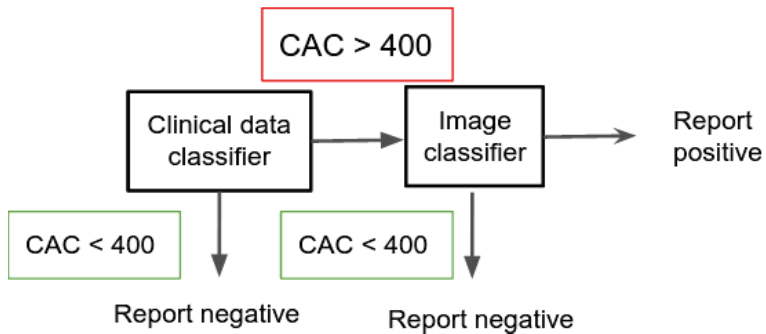 CAC > 400
Clinical data
classifier
Image
classifier
Report
positive
CAC < 400
CAC < 400
Report negative
Report negative